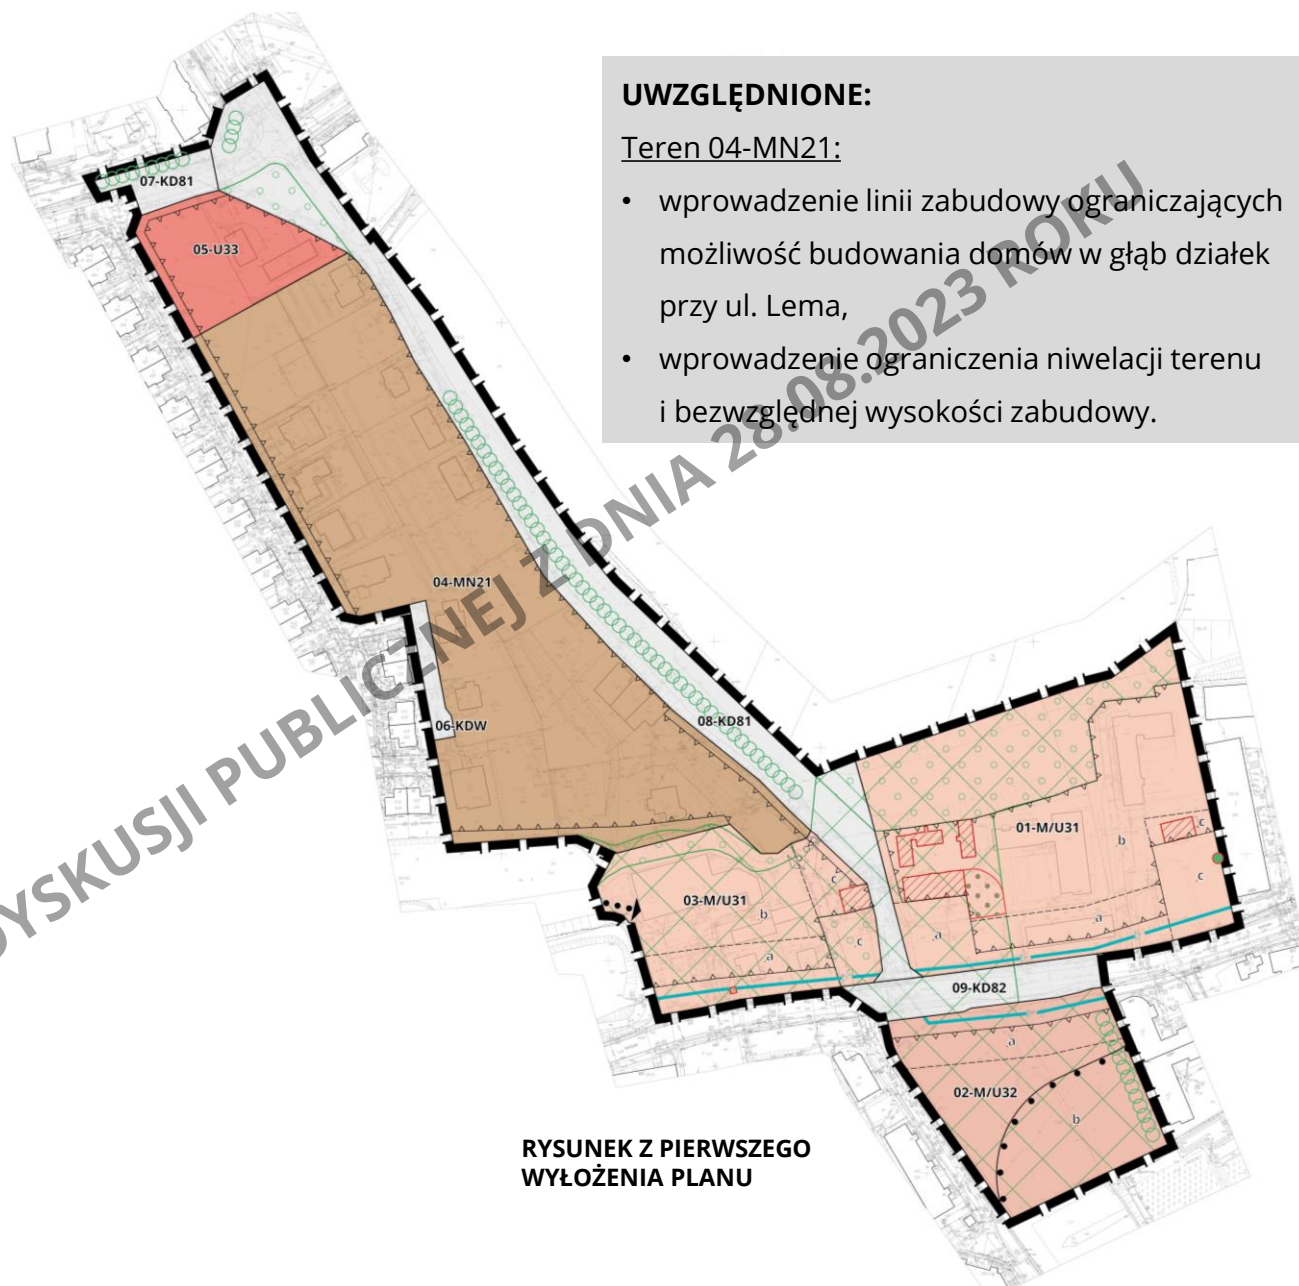 UWZGLĘDNIONE:
Teren 04-MN21:
• wprowadzenie linii zabudowy ograniczających
możliwość budowania domów w głąb działek
przy ul. Lema,
• wprowadzenie ograniczenia niwelacji terenu
i bezwzględnej wysokości zabudowy.
DYSKUSJI PUBLICZNEJ Z DNIA 28.08.2023 ROKU
07-KD81
05-U33
04-MN21
06-KDW
08-KD81
01-M/U31
b
c
c
a
a
03-M/U31
b
c
c
a
09-KD82
02-M/U32
a
b
RYSUNEK Z PIERWSZEGO
WYŁOŻENIA PLANU